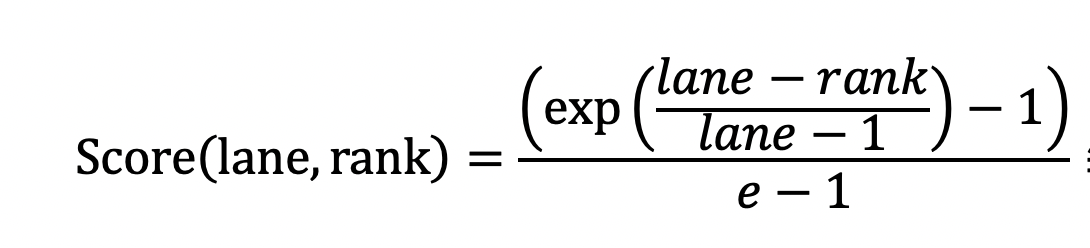 Score(lane, rank) = (exp((lane − rank)/(lane − 1)) − 1)/(e − 1)